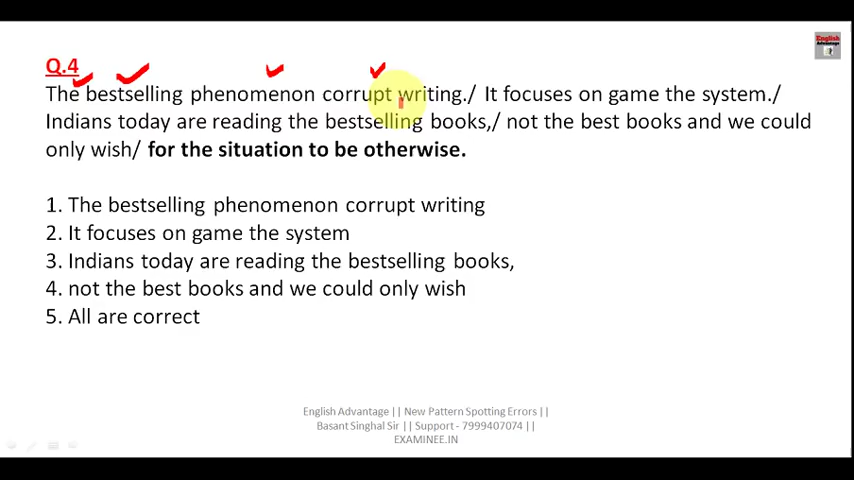 English
Advantage
Q.4
The bestselling phenomenon corrupt writing./ It focuses on game the system./
Indians today are reading the bestselling books,/ not the best books and we could
only wish/ for the situation to be otherwise.
1. The bestselling phenomenon corrupt writing
2. It focuses on game the system
3. Indians today are reading the bestselling books,
4. not the best books and we could only wish
5. All are correct
English Advantage || New Pattern Spotting Errors ||
Basant Singhal Sir || Support - 7999407074 ||
EXAMINEE.IN